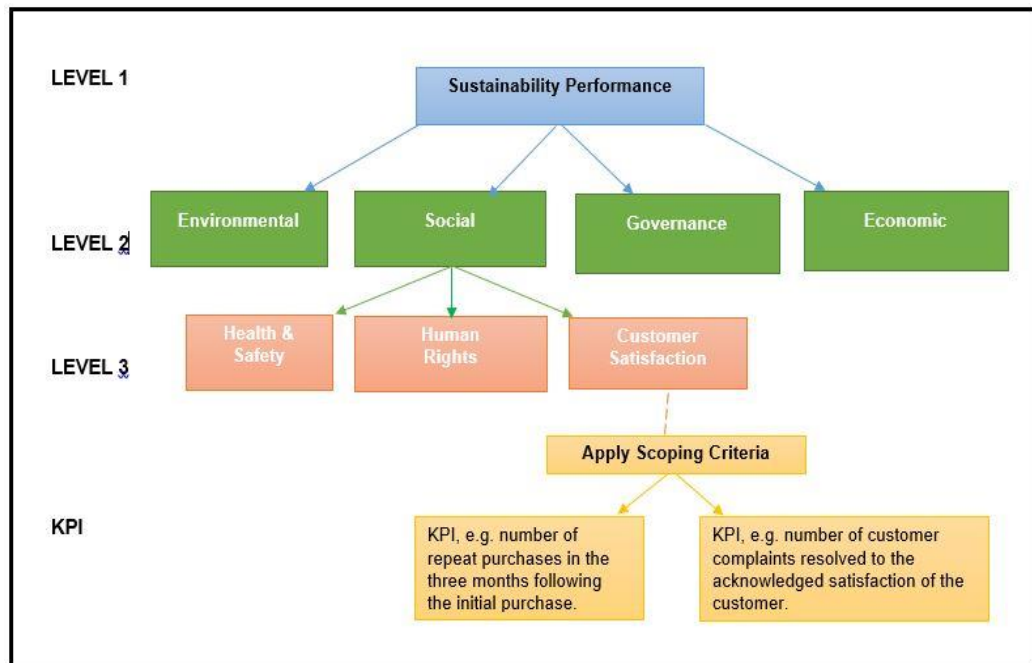 LEVEL 1
Sustainability Performance
Environmental
Social
Governance
Economic
LEVEL 2
Health &
Safety
Human
Rights
Customer
Satisfaction
LEVEL 3
Apply Scoping Criteria
KPI
KPI, e.g. number of
repeat purchases in the
three months following
the initial purchase.
KPI, e.g. number of customer
complaints resolved to the
acknowledged satisfaction of the
customer.